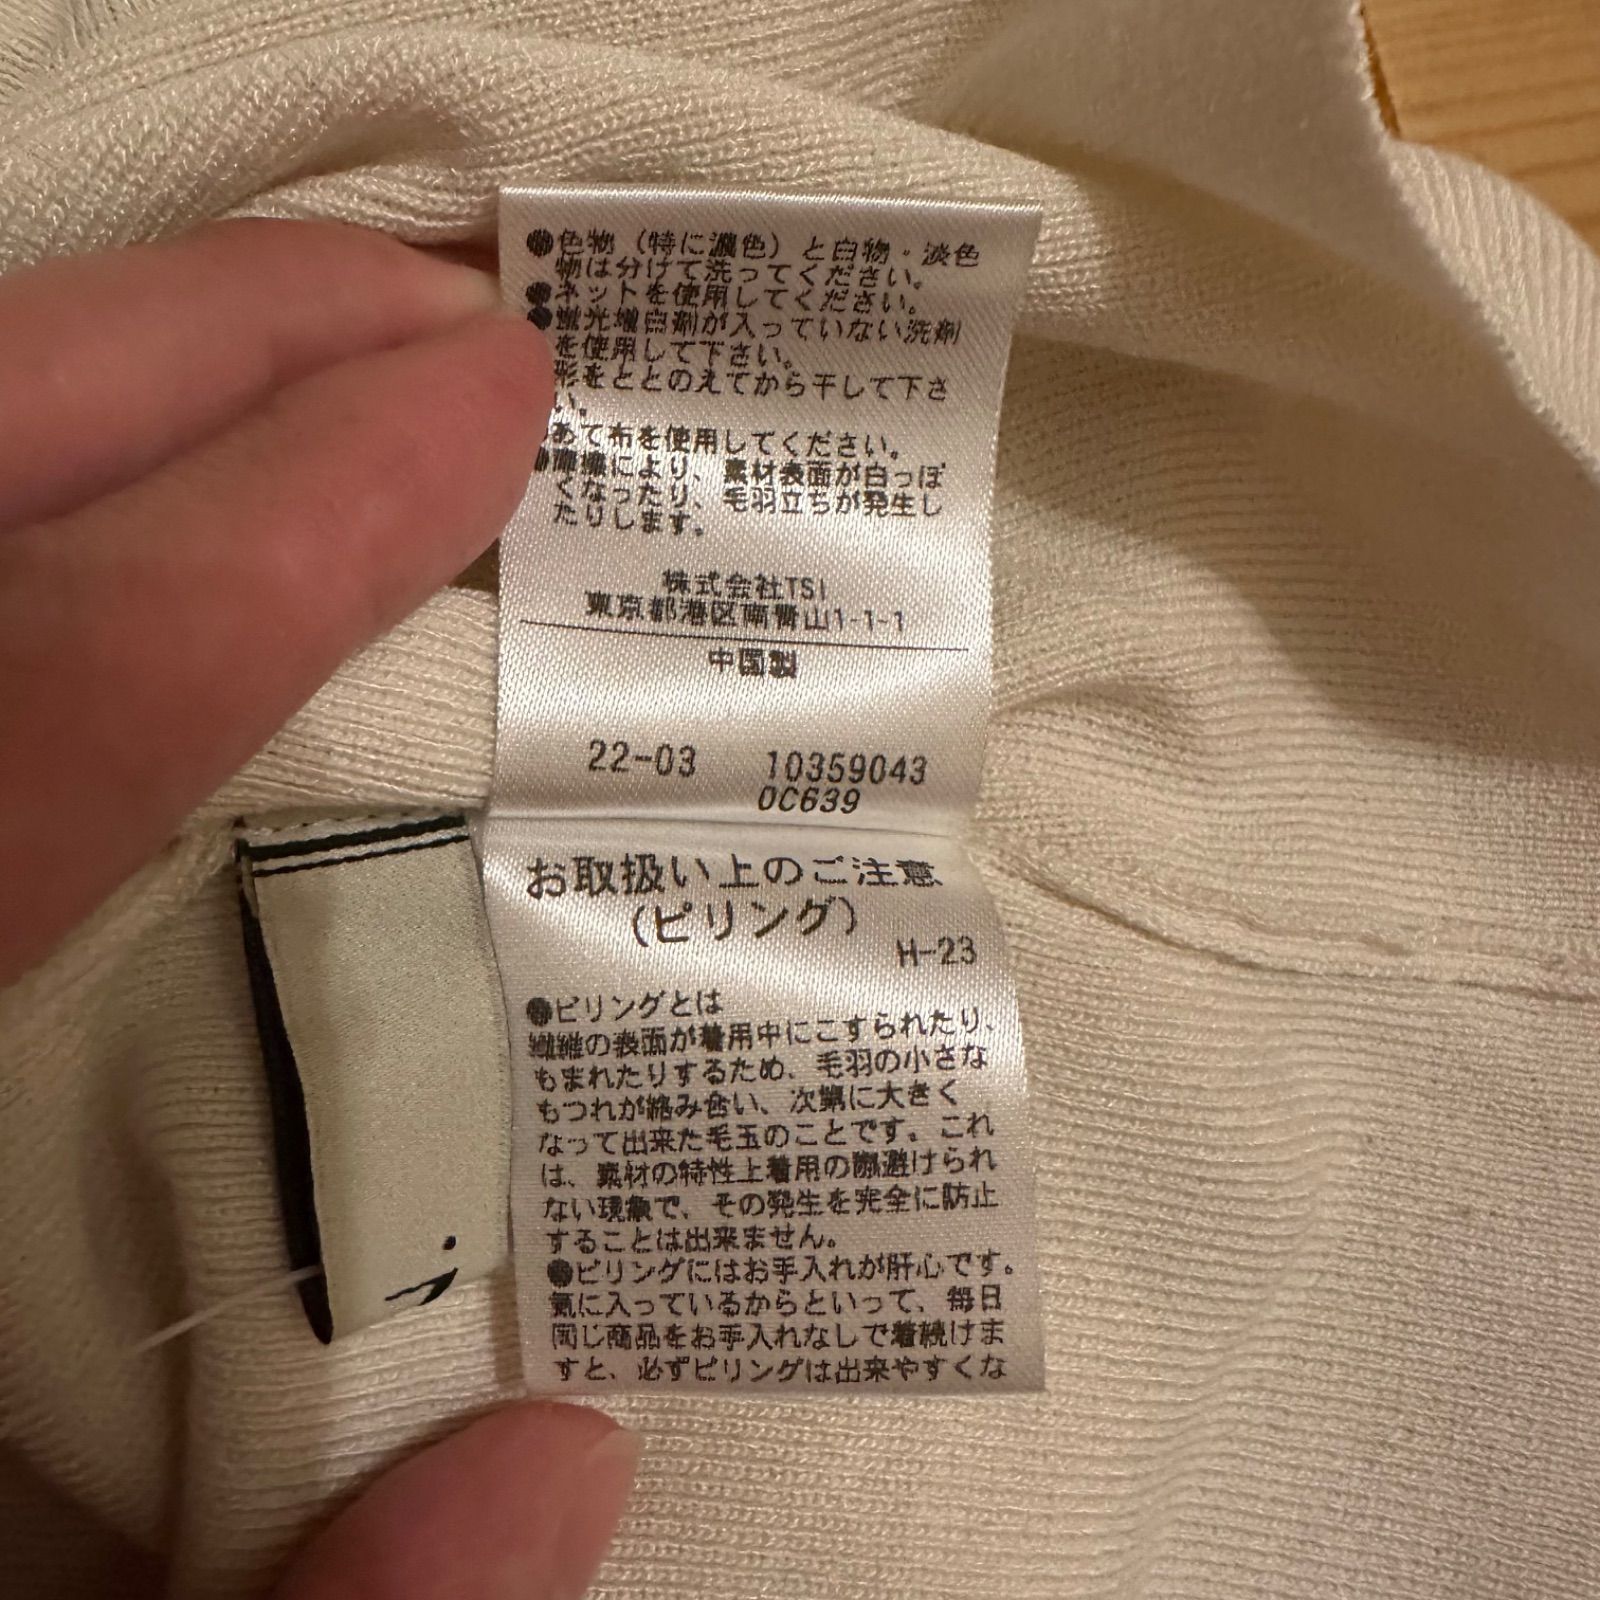 ●色物（特に濃色）と白物・淡色
物は分けて洗ってください。
●ネットを使用してください。
●蛍光増白剤が入っていない洗剤
を使用して下さい。
形をととのえてから干して下さ
い。
あて布を使用してください。
●摩擦により、素材表面が白っぽ
くなったり、毛羽立ちが発生し
たりします。
株式会社TSI
東京都港区南青山1-1-1
中国製
22-03 10359043
0C639
お取扱い上のご注意
（ピリング）
H-23
●ピリングとは
繊維の表面が着用中にこすられたり、
もまれたりするため、毛羽の小さな
もつれが絡み合い、次第に大きく
なって出来た毛玉のことです。これ
は、素材の特性上着用の際避けられ
ない現象で、その発生を完全に防止
することは出来ません。
●ピリングにはお手入れが肝心です。
気に入っているからといって、毎日
同じ商品をお手入れなしで着続けま
すと、必ずピリングは出来やすくな